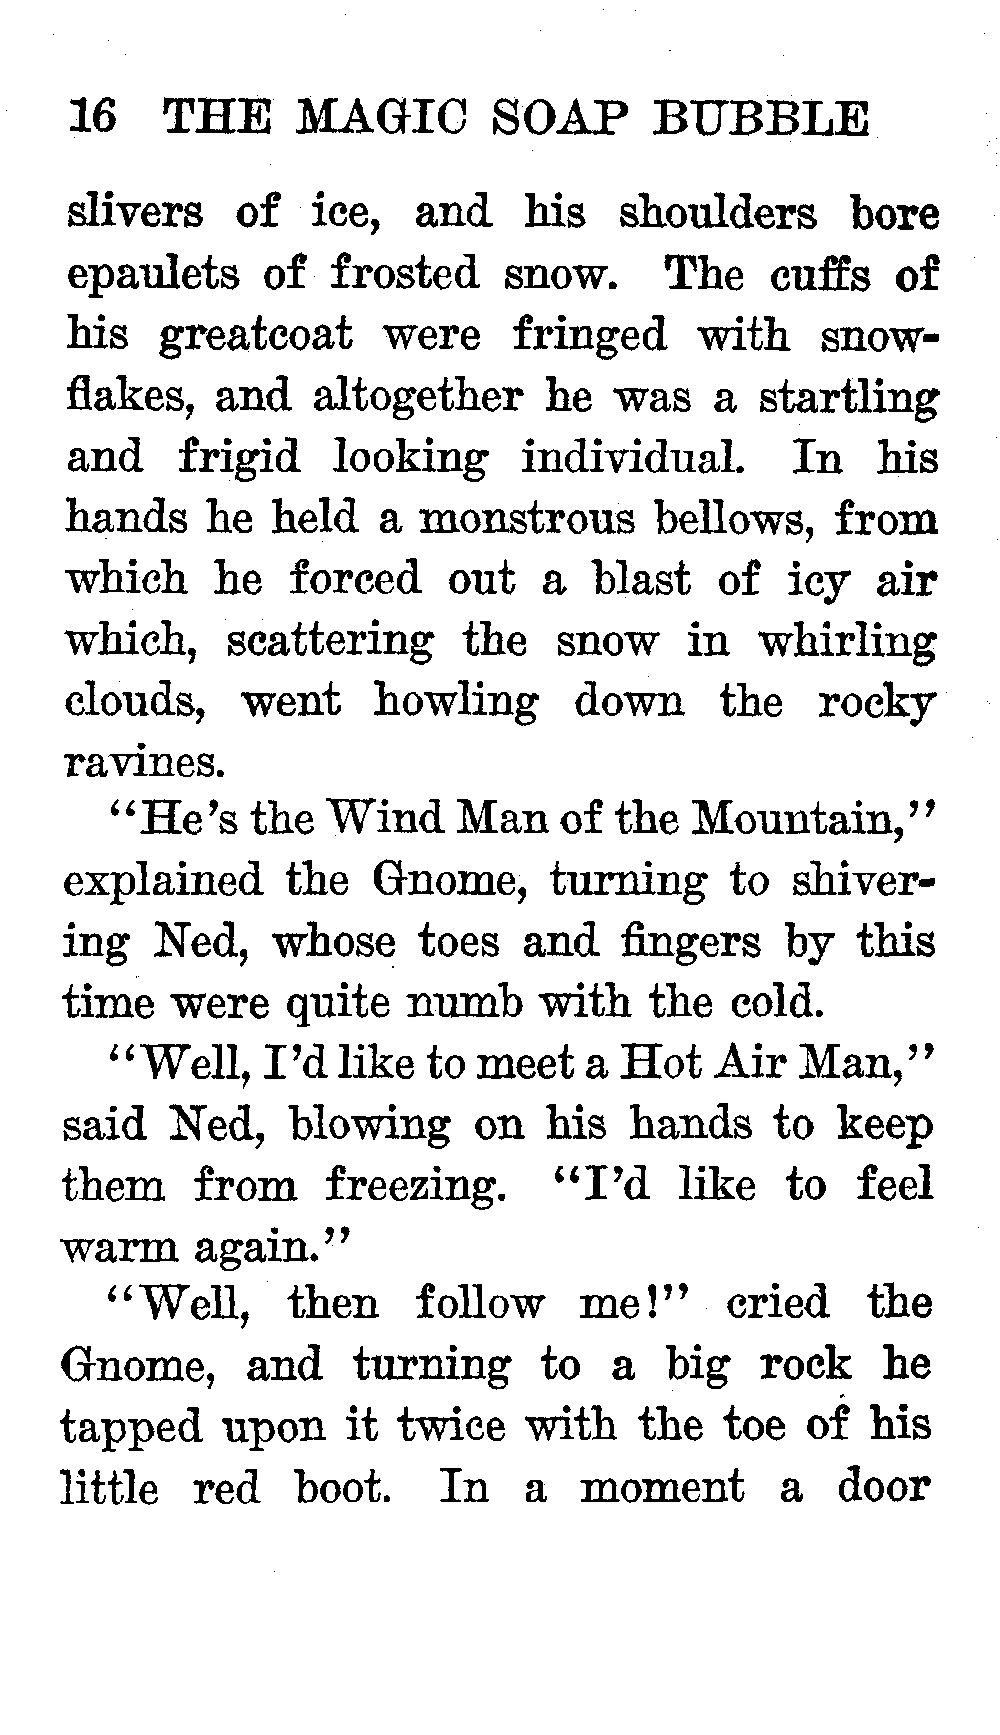 16 THE MAGIC SOAP BUBBLE
slivers of ice, and his shoulders bore
epaulets of frosted snow. The cuffs of
his greatcoat were fringed with snow-
flakes, and altogether he was a startling
and frigid looking individual. In his
hands he held a monstrous bellows, from
which he forced out a blast of icy air
which, scattering the snow in whirling
clouds, went howling down the rocky
ravines.
"He's the Wind Man of the Mountain,"
explained the Gnome, turning to shiver-
ing Ned, whose toes and fingers by this
time were quite numb with the cold.
"Well, I'd like to meet a Hot Air Man,"
said Ned, blowing on his hands to keep
them from freezing. "I'd like to feel
warm again."
"Well, then follow me!" cried the
Gnome, and turning to a big rock he
tapped upon it twice with the toe of his
little red boot. In a moment a door